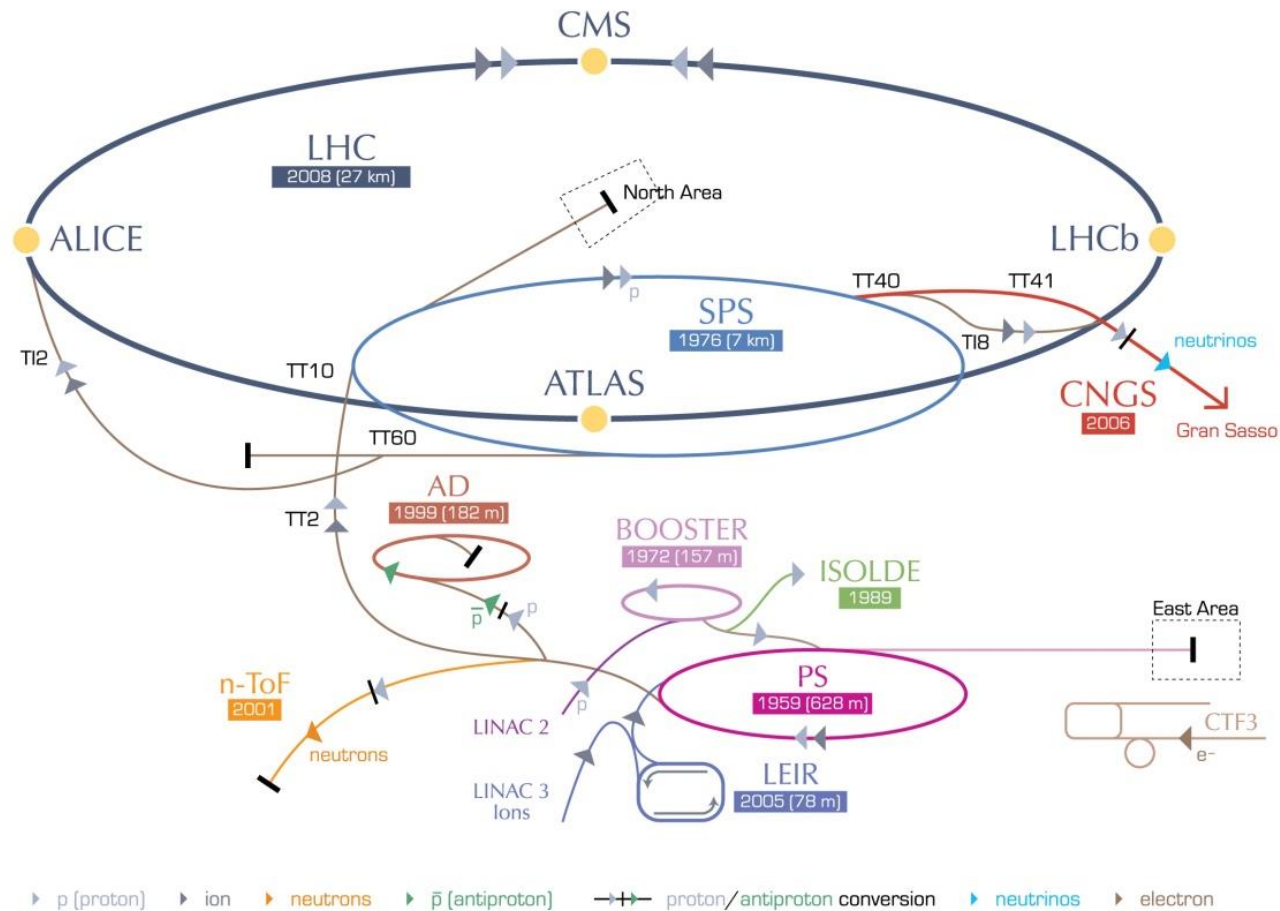 CMS
LHC
2008 (27 km)
North Area
ALICE
LHCb
TT40
TT41
p
SPS
1976 (7 km)
TI8
neutrinos
TI2
TT10
ATLAS
CNGS
2006
Gran Sasso
TT60
AD
1999 (182 m)
TT2
BOOSTER
1972 (157 m)
ISOLDE
1989
p̄
p
East Area
n-ToF
2001
PS
1959 (628 m)
p
LINAC 2
neutrons
CTF3
e-
LINAC 3
Ions
LEIR
2005 (78 m)
p (proton)
ion
neutrons
p̄ (antiproton)
proton/antiproton conversion
neutrinos
electron